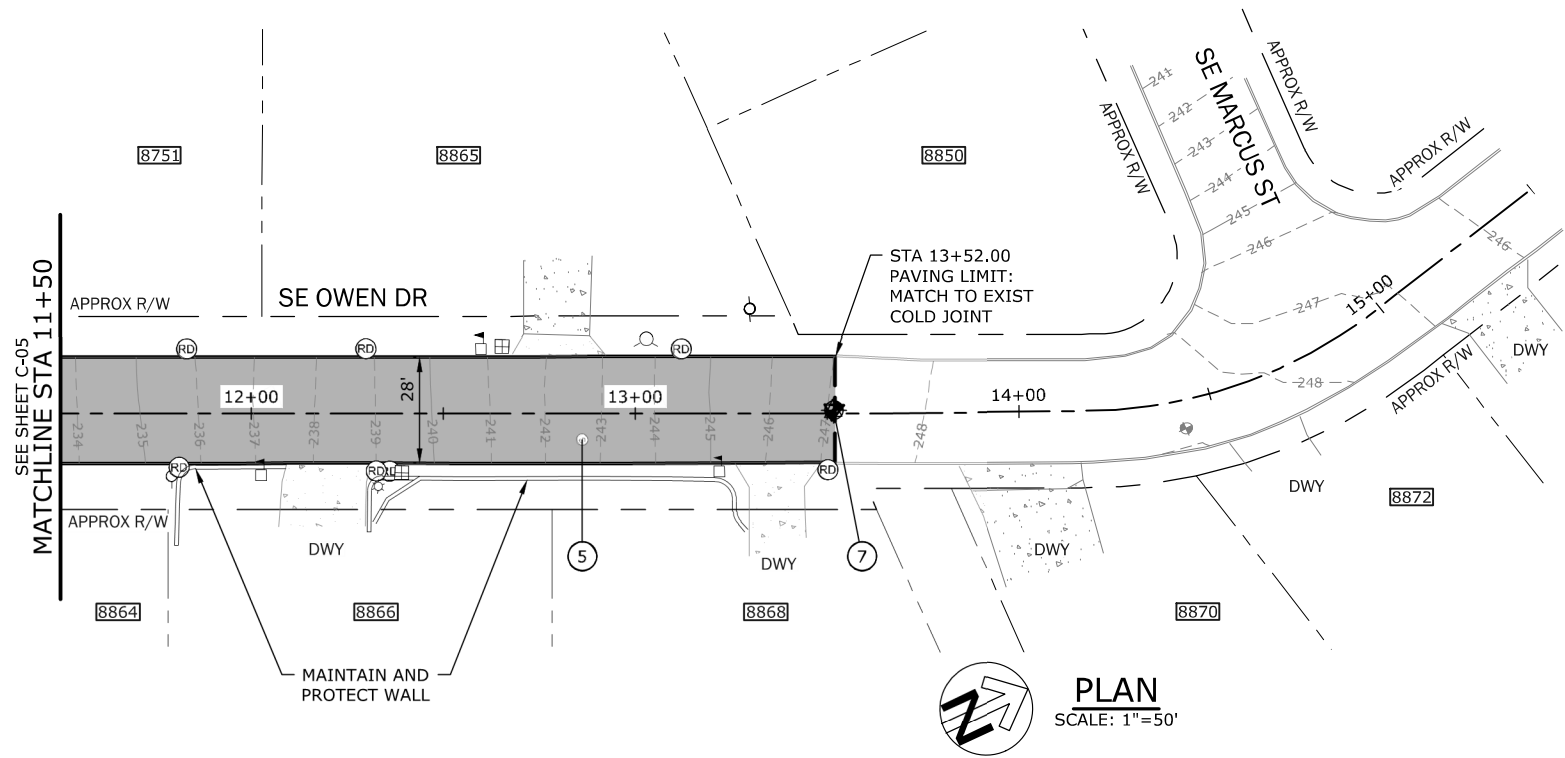 241
242
243
244
245
246
SE MARCUS ST
APPROX R/W
APPROX R/W
APPROX R/W
8751
8865
8850
SEE SHEET C-05
MATCHLINE STA 11+50
APPROX R/W
SE OWEN DR
STA 13+52.00
PAVING LIMIT:
MATCH TO EXIST
COLD JOINT
246
247
248
15+00
RD
RD
RD
12+00
28'
13+00
14+00
DWY
APPROX R/W
234
235
236
237
238
239
240
241
242
243
244
245
246
247
248
RD
RD
RD
APPROX R/W
DWY
5
DWY
7
DWY
DWY
8872
8864
8866
8868
8870
MAINTAIN AND
PROTECT WALL
N
PLAN
SCALE: 1"=50'